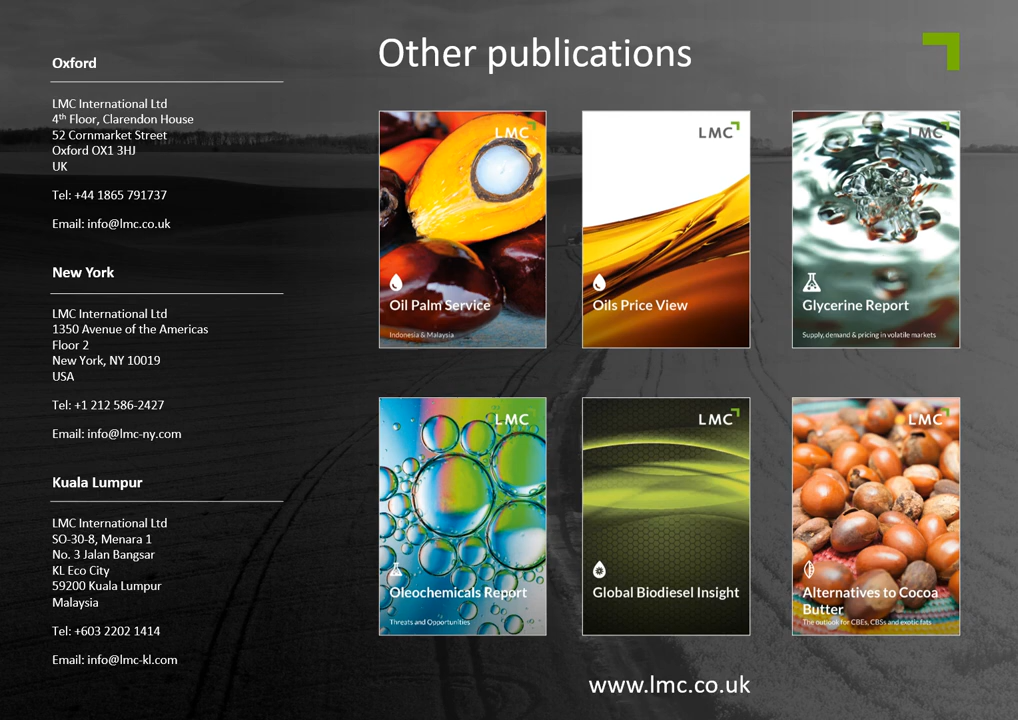 Oxford
LMC International Ltd
4th Floor, Clarendon House
52 Cornmarket Street
Oxford OX1 3HJ
UK
Tel: +44 1865 791737
Email: info@lmc.co.uk
New York
LMC International Ltd
1350 Avenue of the Americas
Floor 2
New York, NY 10019
USA
Tel: +1 212 586-2427
Email: info@lmc-ny.com
Kuala Lumpur
LMC International Ltd
SO-30-8, Menara 1
No. 3 Jalan Bangsar
KL Eco City
59200 Kuala Lumpur
Malaysia
Tel: +603 2202 1414
Email: info@lmc-kl.com
Other publications
LMC
Oil Palm Service
Indonesia & Malaysia
LMC
Oils Price View
LMC
Glycerine Report
Supply, demand & pricing in volatile markets
LMC
Oleochemicals Report
Threats and Opportunities
LMC
Global Biodiesel Insight
LMC
Alternatives to Cocoa
Butter
The outlook for CBEs, CBSs and exotic fats
www.lmc.co.uk